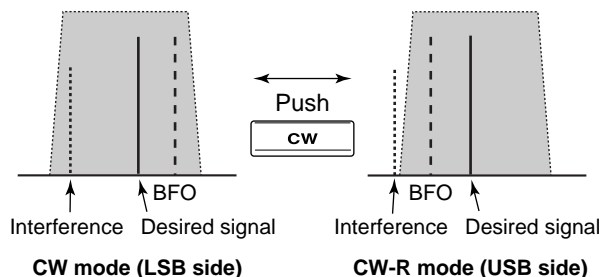 Push
CW
BFO
BFO
Interference
Desired signal
Interference
Desired signal
CW mode (LSB side)
CW-R mode (USB side)